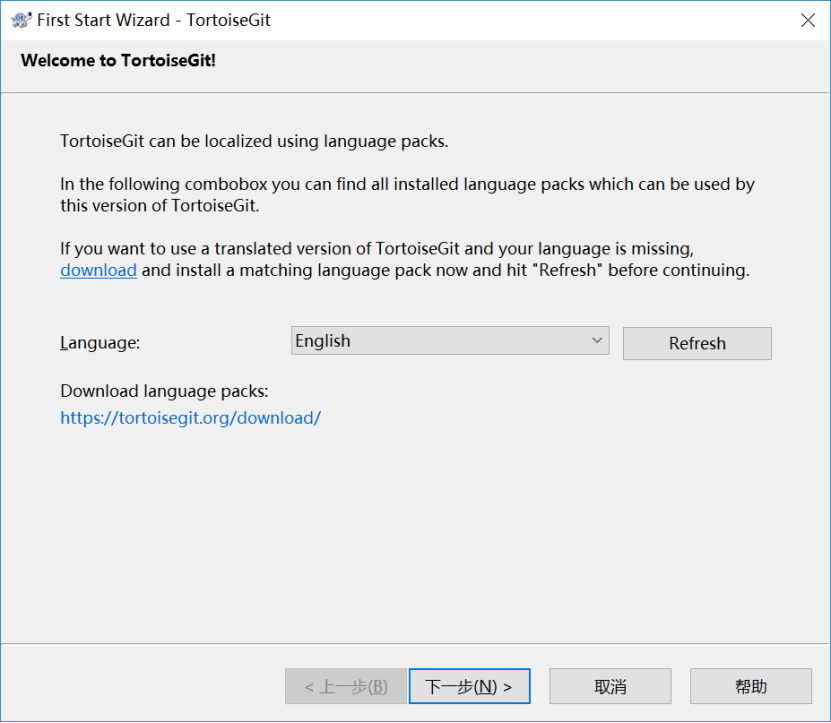 First Start Wizard - TortoiseGit
Welcome to TortoiseGit!
TortoiseGit can be localized using language packs.
In the following combobox you can find all installed language packs which can be used by
this version of TortoiseGit.
If you want to use a translated version of TortoiseGit and your language is missing,
download and install a matching language pack now and hit "Refresh" before continuing.
Language:
English
Refresh
Download language packs:
https://tortoisegit.org/download/
< 上一步(B)
下一步(N) >
取消
帮助